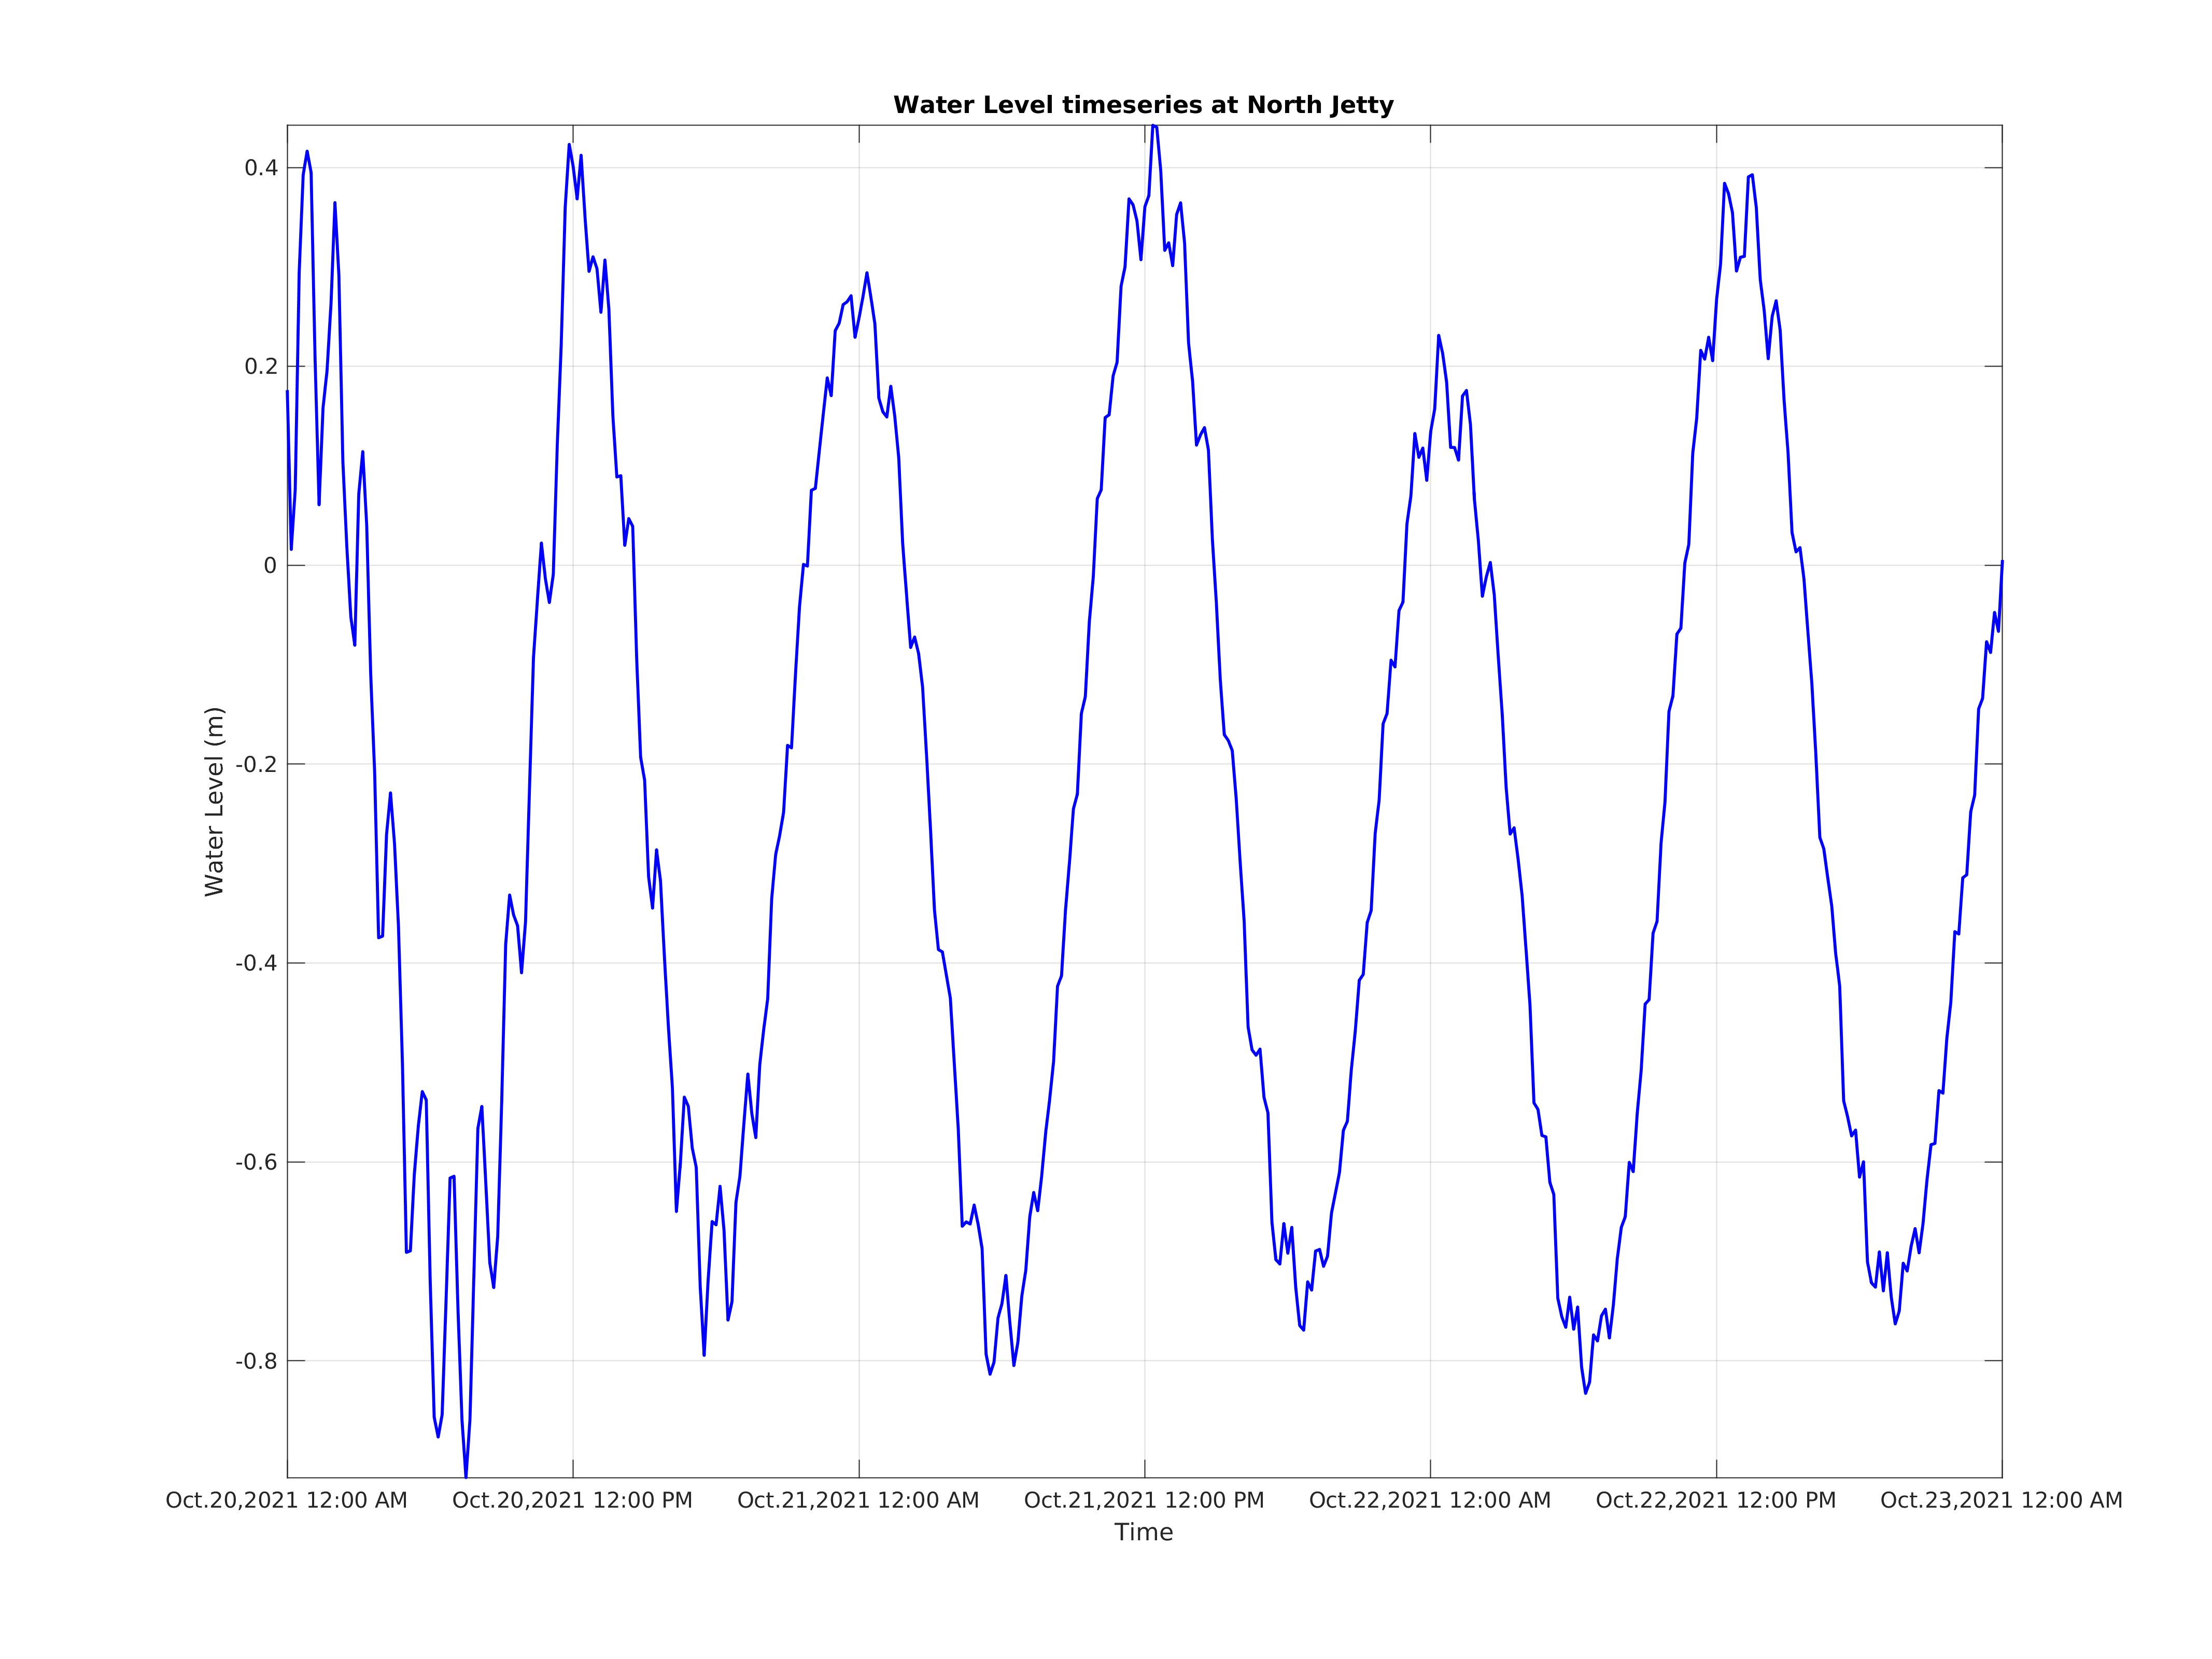 Water Level timeseries at North Jetty
0.4
0.2
0
-0.2
-0.4
-0.6
-0.8
Water Level (m)
Oct.20,2021 12:00 AM
Oct.20,2021 12:00 PM
Oct.21,2021 12:00 AM
Oct.21,2021 12:00 PM
Oct.22,2021 12:00 AM
Oct.22,2021 12:00 PM
Oct.23,2021 12:00 AM
Time